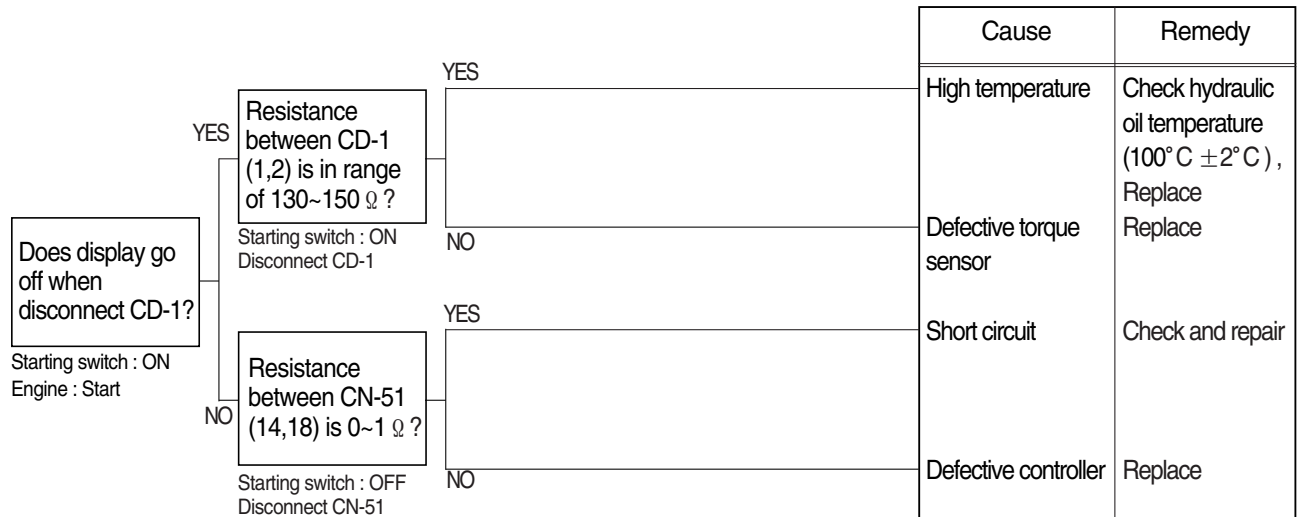 Cause
Remedy
YES
High temperature
Check hydraulic
oil temperature
(100°C ±2°C) ,
Replace
YES
Resistance
between CD-1
(1,2) is in range
of 130~150 Ω ?
Starting switch : ON
Disconnect CD-1
NO
Defective torque
sensor
Replace
Does display go
off when
disconnect CD-1?
Starting switch : ON
Engine : Start
YES
Short circuit
Check and repair
NO
Resistance
between CN-51
(14,18) is 0~1 Ω ?
Starting switch : OFF
Disconnect CN-51
NO
Defective controller
Replace